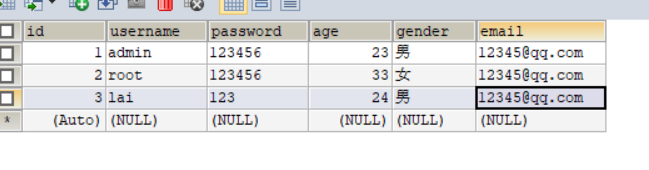 id username password age gender email
1 admin 123456 23 男 12345@qq.com
2 root 123456 33 女 12345@qq.com
3 lai 123 24 男 12345@qq.com
* (Auto) (NULL) (NULL) (NULL) (NULL) (NULL)